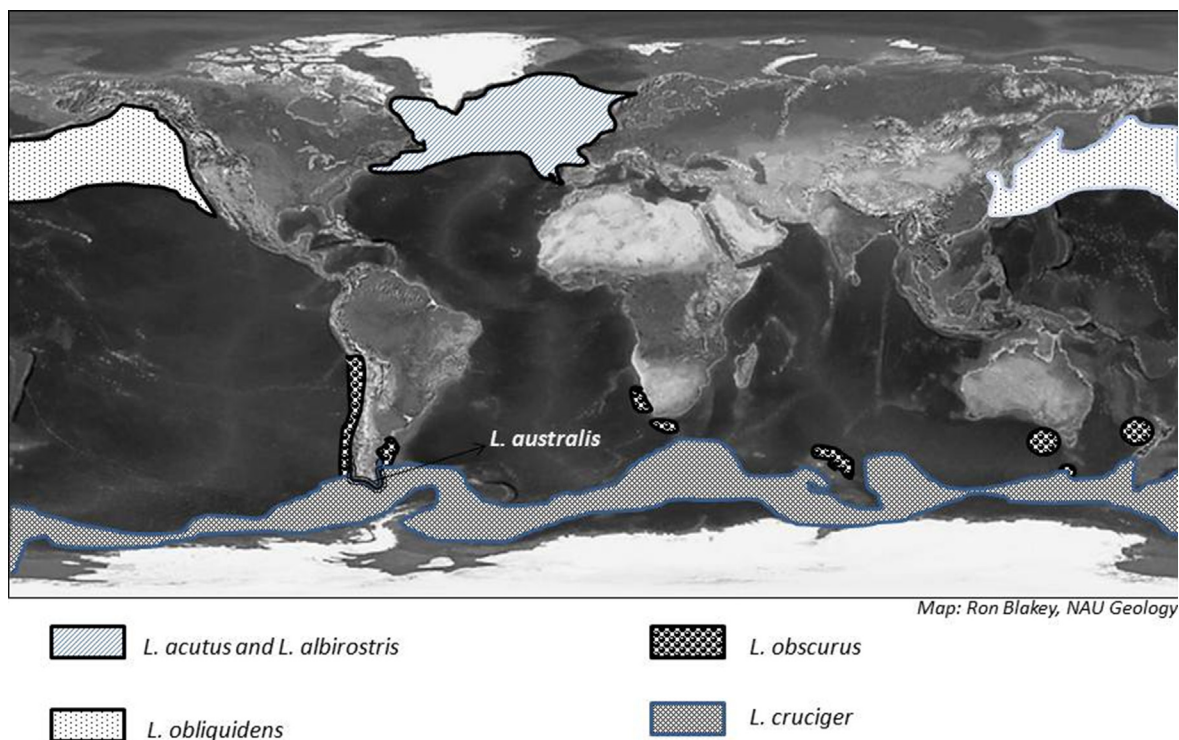 L. australis
Map: Ron Blakey, NAU Geology
L. acutus and L. albirostris
L. obscurus
L. obliquidens
L. cruciger